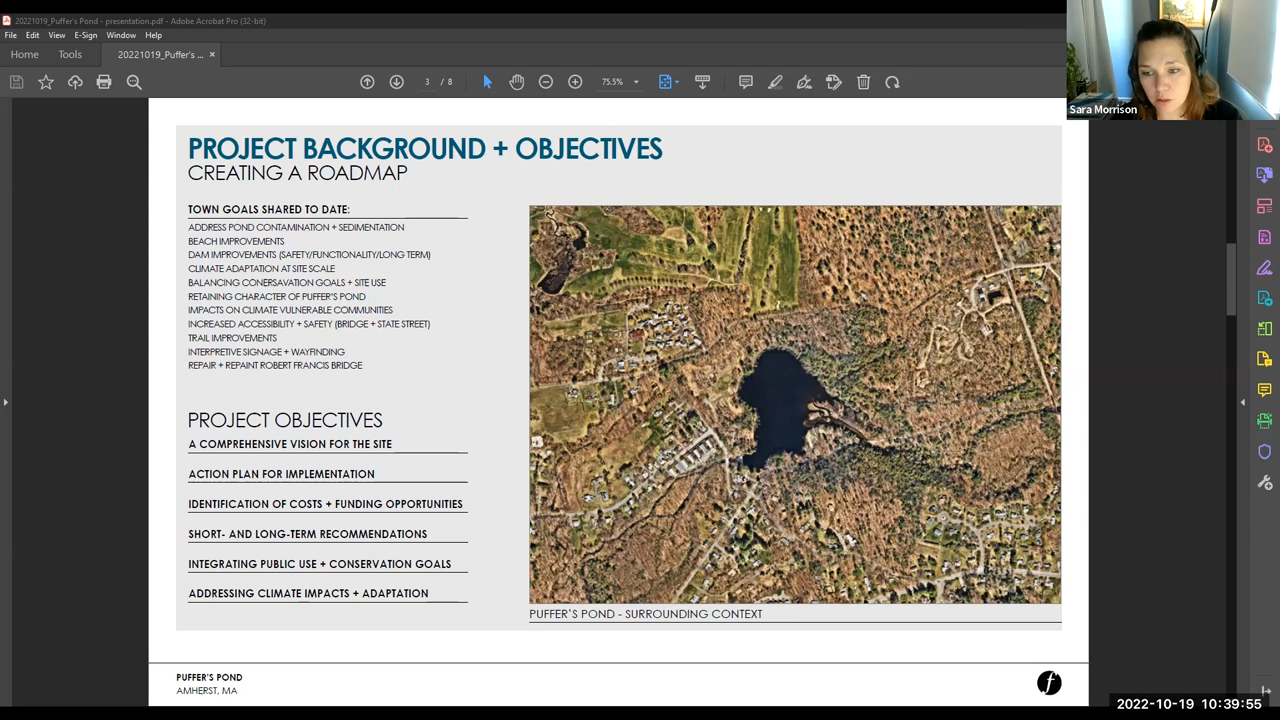 20221019_Puffer's Pond - presentation.pdf - Adobe Acrobat Pro (32-bit)
File Edit View E-Sign Window Help
Home Tools 20221019_Puffer's ... ×
3 / 8 75.5%
Sara Morrison
PROJECT BACKGROUND + OBJECTIVES
CREATING A ROADMAP
TOWN GOALS SHARED TO DATE:
ADDRESS POND CONTAMINATION + SEDIMENTATION
BEACH IMPROVEMENTS
DAM IMPROVEMENTS (SAFETY/FUNCTIONALITY/LONG TERM)
CLIMATE ADAPTATION AT SITE SCALE
BALANCING CONERSAVATION GOALS + SITE USE
RETAINING CHARACTER OF PUFFER'S POND
IMPACTS ON CLIMATE VULNERABLE COMMUNITIES
INCREASED ACCESSIBILITY + SAFETY (BRIDGE + STATE STREET)
TRAIL IMPROVEMENTS
INTERPRETIVE SIGNAGE + WAYFINDING
REPAIR + REPAINT ROBERT FRANCIS BRIDGE
PROJECT OBJECTIVES
A COMPREHENSIVE VISION FOR THE SITE
ACTION PLAN FOR IMPLEMENTATION
IDENTIFICATION OF COSTS + FUNDING OPPORTUNITIES
SHORT- AND LONG-TERM RECOMMENDATIONS
INTEGRATING PUBLIC USE + CONSERVATION GOALS
ADDRESSING CLIMATE IMPACTS + ADAPTATION
PUFFER'S POND - SURROUNDING CONTEXT
PUFFER'S POND
AMHERST, MA
f
2022-10-19 10:39:55